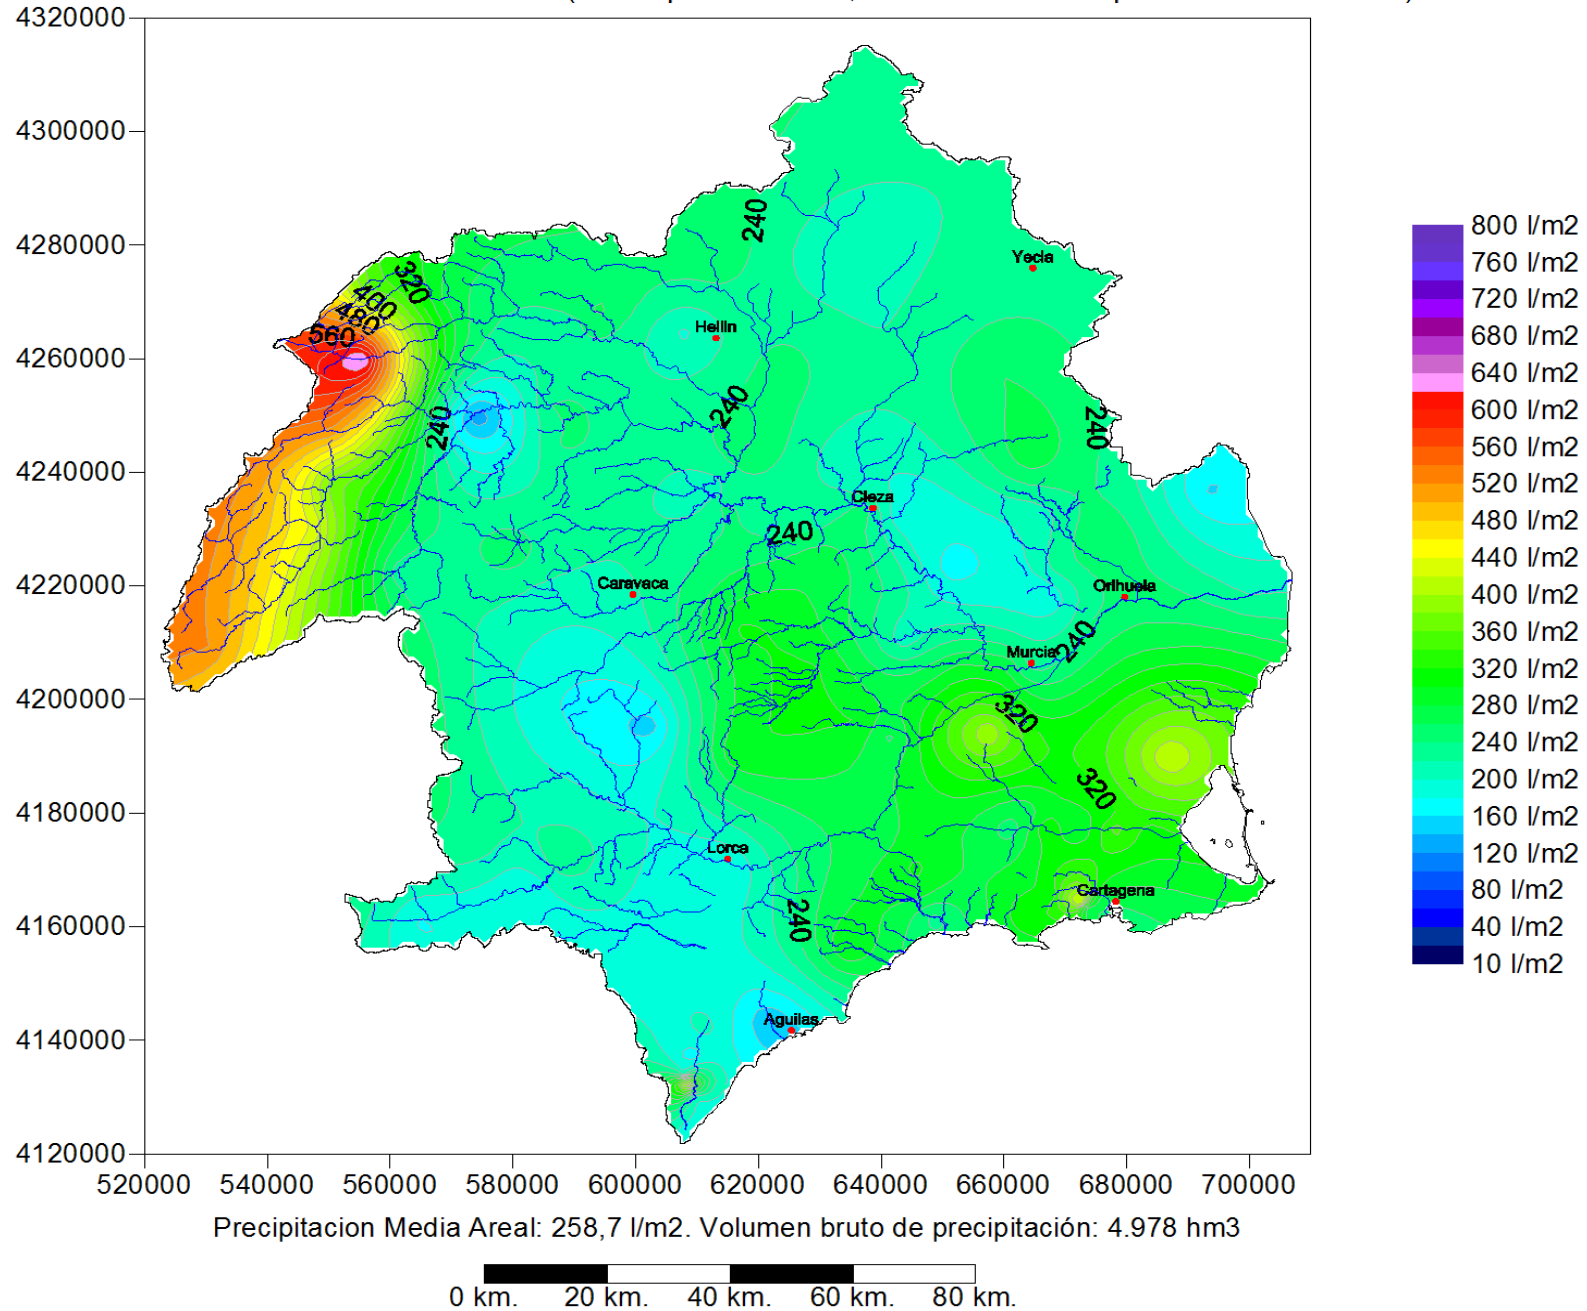 4320000
4300000
4280000
4260000
4240000
4220000
4200000
4180000
4160000
4140000
4120000
520000 540000 560000 580000 600000 620000 640000 660000 680000 700000
240
320
400
480
560
240
240
240
240
240
320
320
240
Yecla
Hellin
Cieza
Caravaca
Orihuela
Murcia
Lorca
Cartagena
Aguilas
800 l/m2
760 l/m2
720 l/m2
680 l/m2
640 l/m2
600 l/m2
560 l/m2
520 l/m2
480 l/m2
440 l/m2
400 l/m2
360 l/m2
320 l/m2
280 l/m2
240 l/m2
200 l/m2
160 l/m2
120 l/m2
80 l/m2
40 l/m2
10 l/m2
Precipitacion Media Areal: 258,7 l/m2. Volumen bruto de precipitación: 4.978 hm3
0 km. 20 km. 40 km. 60 km. 80 km.